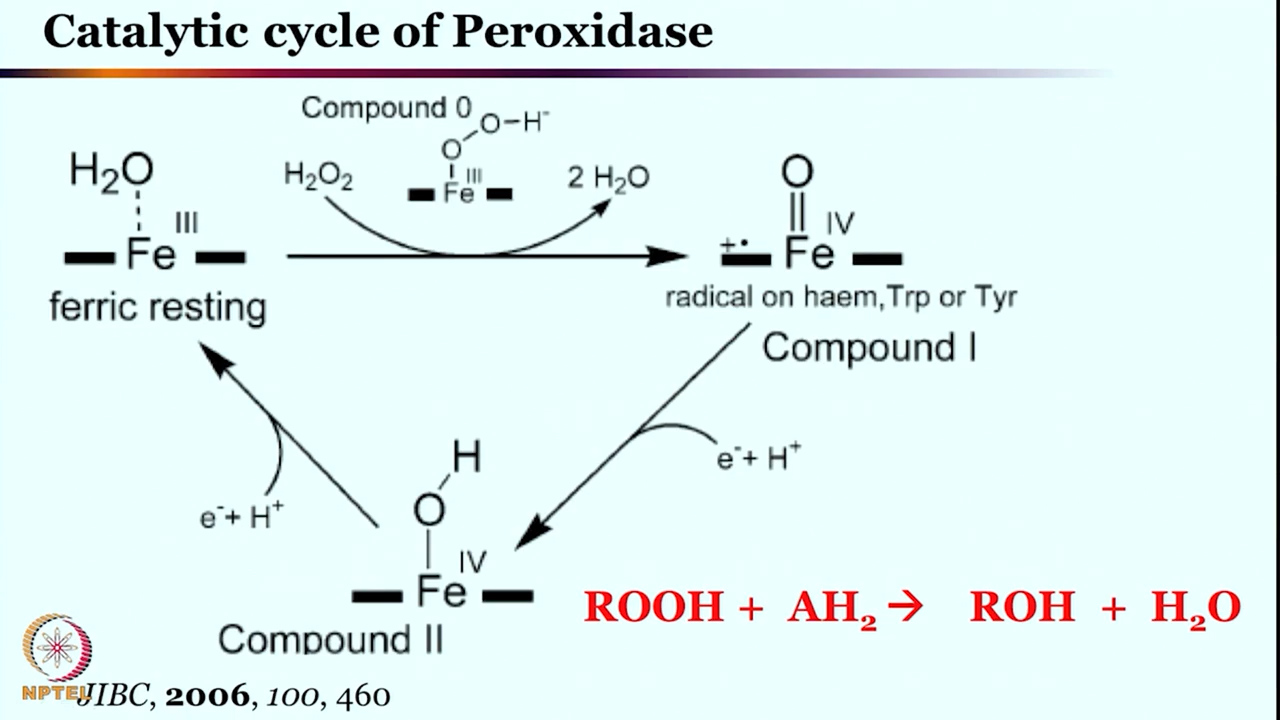 Catalytic cycle of Peroxidase
Compound 0
O–H⁻
O
H₂O
H₂O₂
III
Fe
2 H₂O
O
III
Fe
IV
+•
Fe
ferric resting
radical on haem,Trp or Tyr
Compound I
e⁻+ H⁺
H
O
e⁻+ H⁺
IV
Fe
ROOH + AH₂ → ROH + H₂O
Compound II
NPTEL
JIBC, 2006, 100, 460